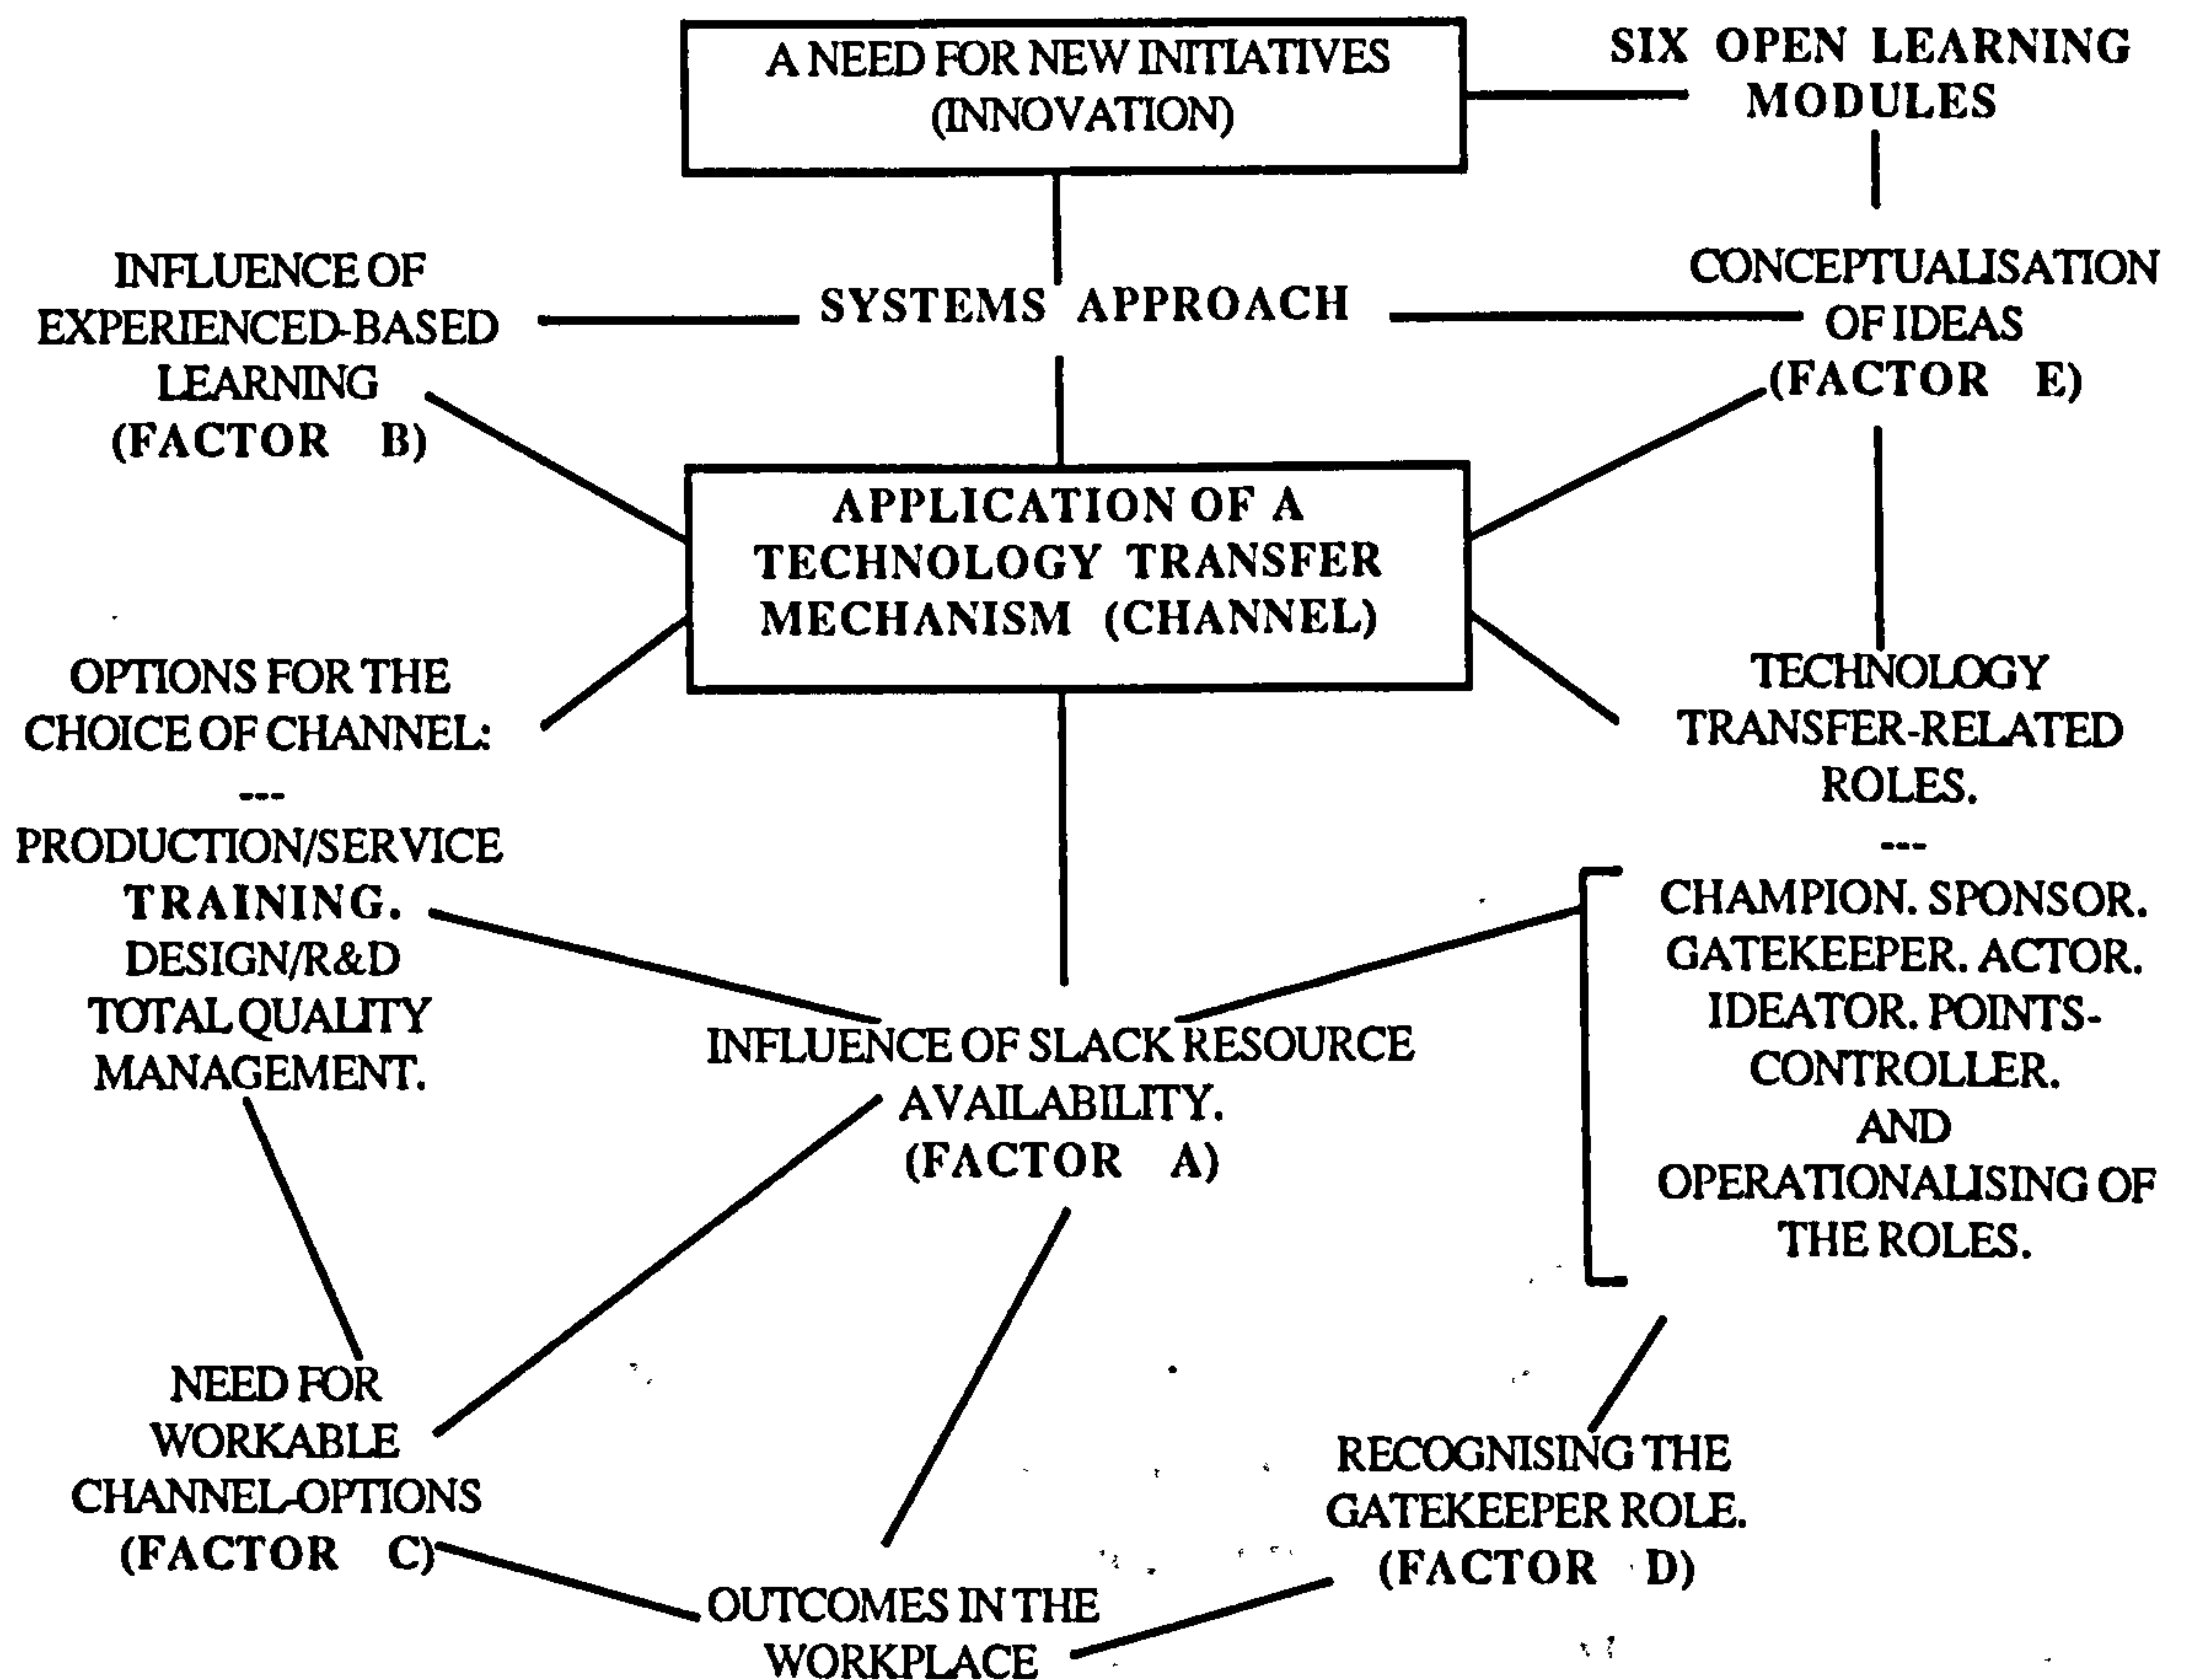 A NEED FOR NEW INITIATIVES
(INNOVATION)
SIX OPEN LEARNING
MODULES
INFLUENCE OF
EXPERIENCED-BASED
LEARNING
(FACTOR B)
SYSTEMS APPROACH
CONCEPTUALISATION
OF IDEAS
(FACTOR E)
APPLICATION OF A
TECHNOLOGY TRANSFER
MECHANISM (CHANNEL)
OPTIONS FOR THE
CHOICE OF CHANNEL:
---
PRODUCTION/SERVICE
TRAINING.
DESIGN/R&D
TOTAL QUALITY
MANAGEMENT.
TECHNOLOGY
TRANSFER-RELATED
ROLES.
---
CHAMPION. SPONSOR.
GATEKEEPER. ACTOR.
IDEATOR. POINTS-
CONTROLLER.
AND
OPERATIONALISING OF
THE ROLES.
INFLUENCE OF SLACK RESOURCE
AVAILABILITY.
(FACTOR A)
NEED FOR
WORKABLE
CHANNEL-OPTIONS
(FACTOR C)
RECOGNISING THE
GATEKEEPER ROLE.
(FACTOR D)
OUTCOMES IN THE
WORKPLACE